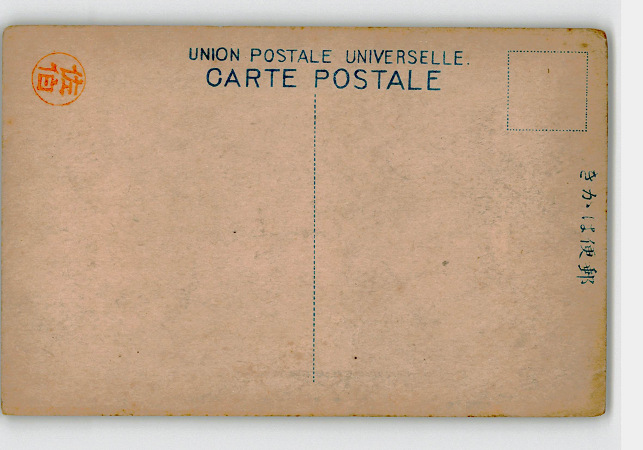 UNION POSTALE UNIVERSELLE.
CARTE POSTALE
佐伯
きかは便郵